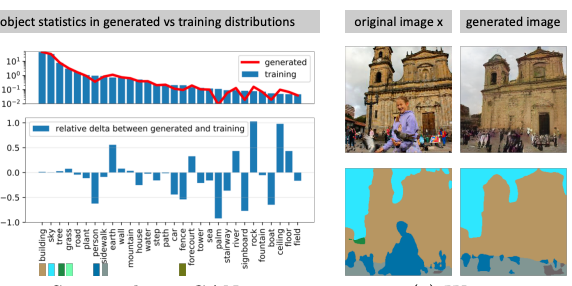 object statistics in generated vs training distributions
original image x
generated image
generated
training
10¹
10⁰
10⁻¹
10⁻²
relative delta between generated and training
1.0
0.5
0.0
−0.5
−1.0
building
sky
tree
grass
road
plant
person
sidewalk
earth
wall
mountain
house
water
step
path
car
fence
forecourt
tower
sea
palm
stairway
river
signboard
rock
fountain
boat
ceiling
floor
field